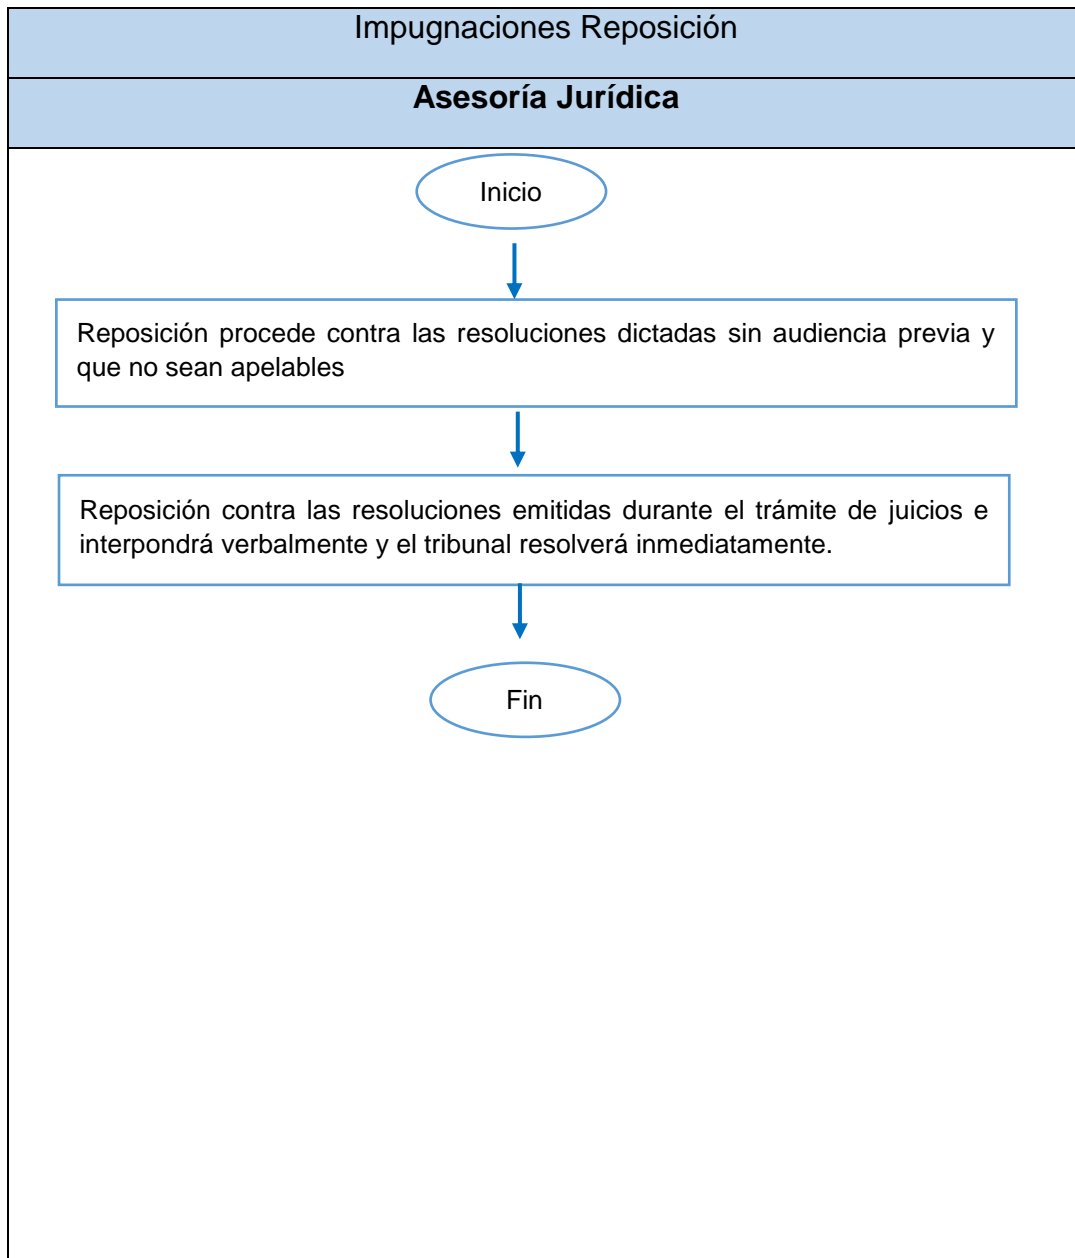 Impugnaciones Reposición
Asesoría Jurídica
Inicio
Reposición procede contra las resoluciones dictadas sin audiencia previa y
que no sean apelables
Reposición contra las resoluciones emitidas durante el trámite de juicios e
interpondrá verbalmente y el tribunal resolverá inmediatamente.
Fin